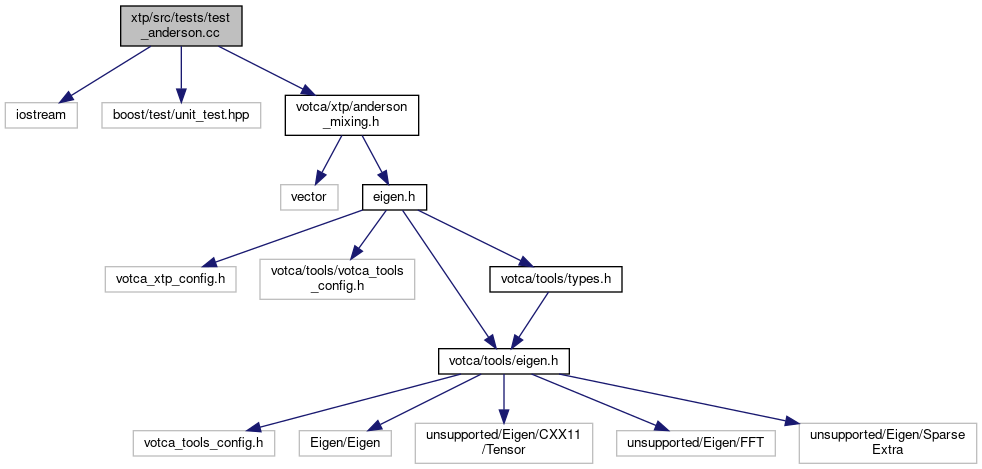 xtp/src/tests/test
_anderson.cc
iostream
boost/test/unit_test.hpp
votca/xtp/anderson
_mixing.h
vector
eigen.h
votca_xtp_config.h
votca/tools/votca_tools
_config.h
votca/tools/types.h
votca/tools/eigen.h
votca_tools_config.h
Eigen/Eigen
unsupported/Eigen/CXX11
/Tensor
unsupported/Eigen/FFT
unsupported/Eigen/Sparse
Extra